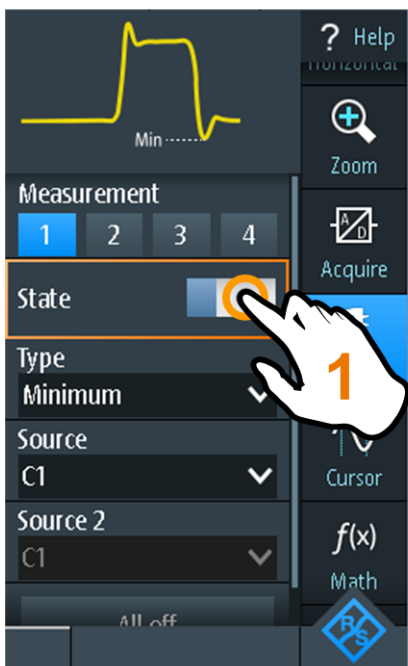 ? Help
Horizontal
Min
Zoom
Measurement
1 2 3 4
A
D
Acquire
State
1
Type
Minimum
Source
C1
Cursor
Source 2
C1
f(x)
Math
All off
R
S